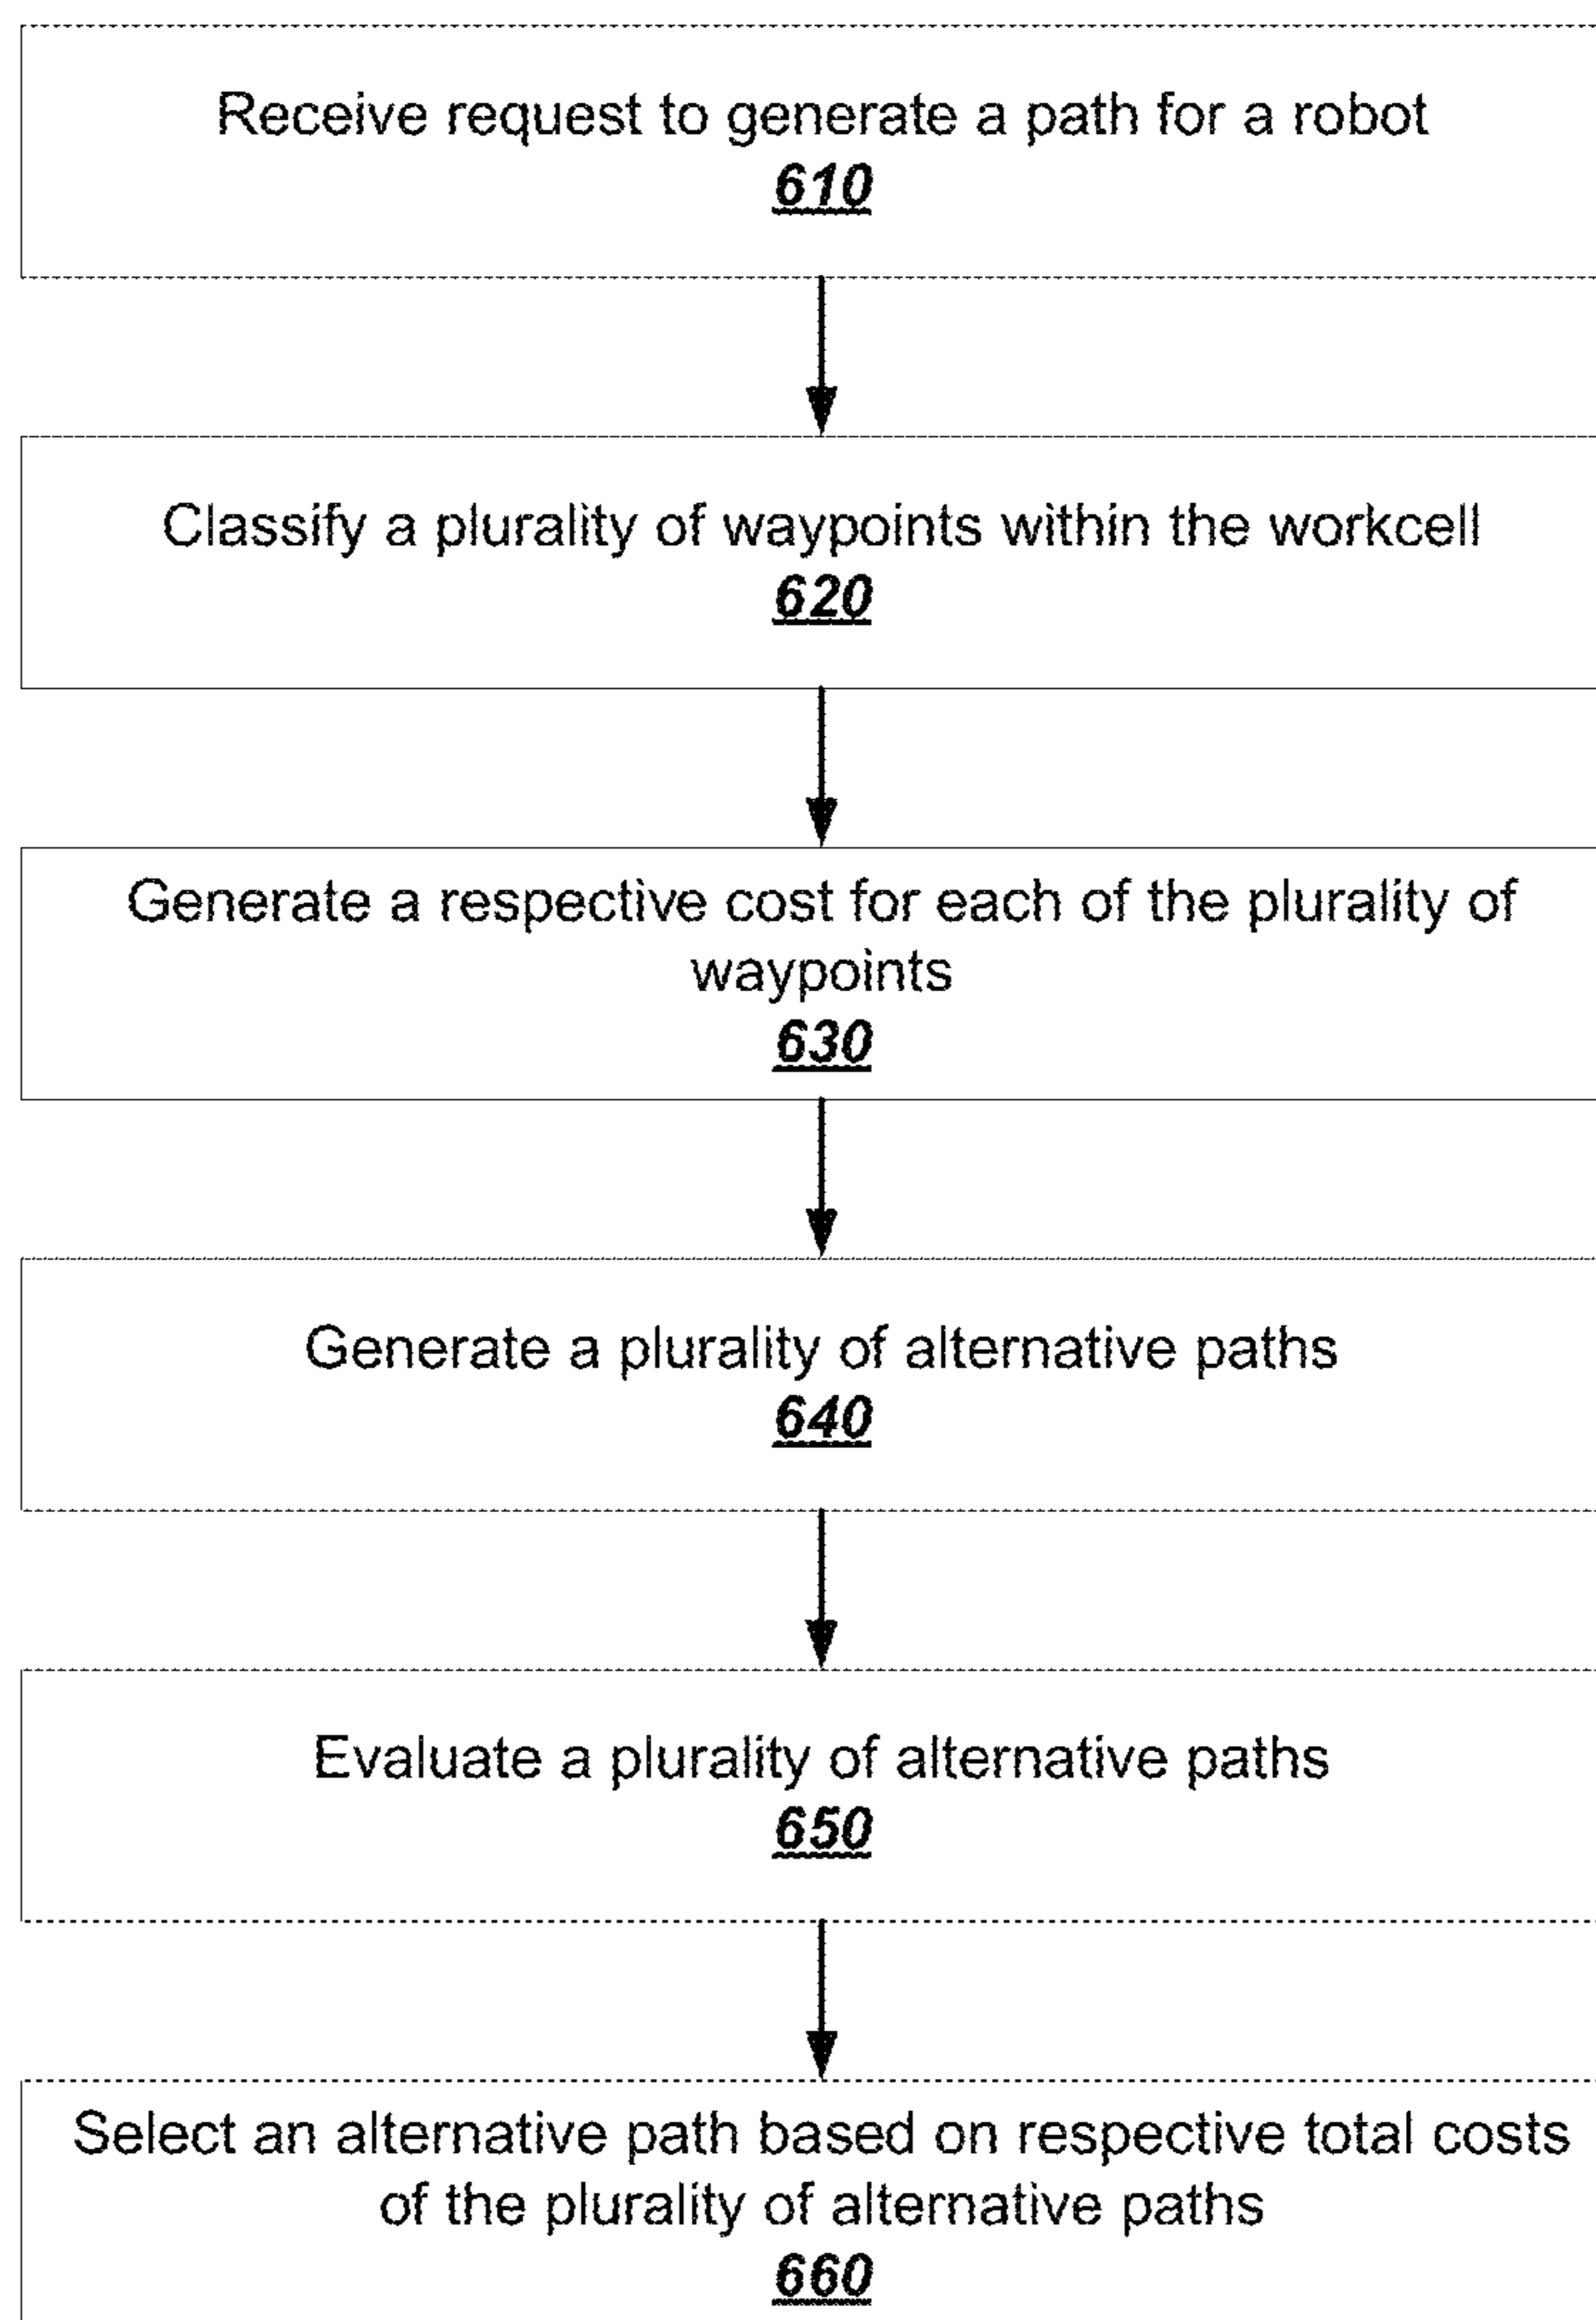 Receive request to generate a path for a robot
610
Classify a plurality of waypoints within the workcell
620
Generate a respective cost for each of the plurality of
waypoints
630
Generate a plurality of alternative paths
640
Evaluate a plurality of alternative paths
650
Select an alternative path based on respective total costs
of the plurality of alternative paths
660